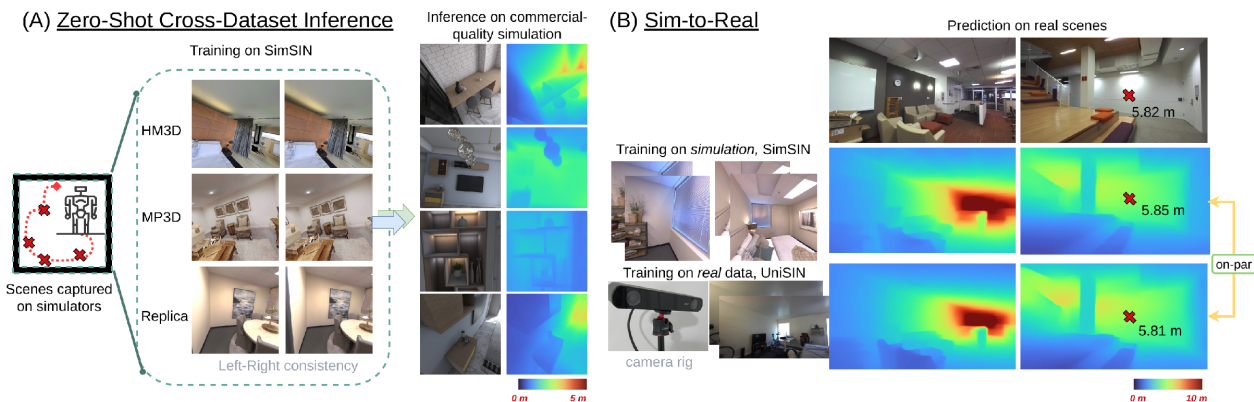 (A) Zero-Shot Cross-Dataset Inference
Training on SimSIN
HM3D
MP3D
Replica
Scenes captured
on simulators
Left-Right consistency
Inference on commercial-
quality simulation
0 m
5 m
(B) Sim-to-Real
Prediction on real scenes
5.82 m
Training on simulation, SimSIN
5.85 m
Training on real data, UniSIN
camera rig
5.81 m
on-par
0 m
10 m